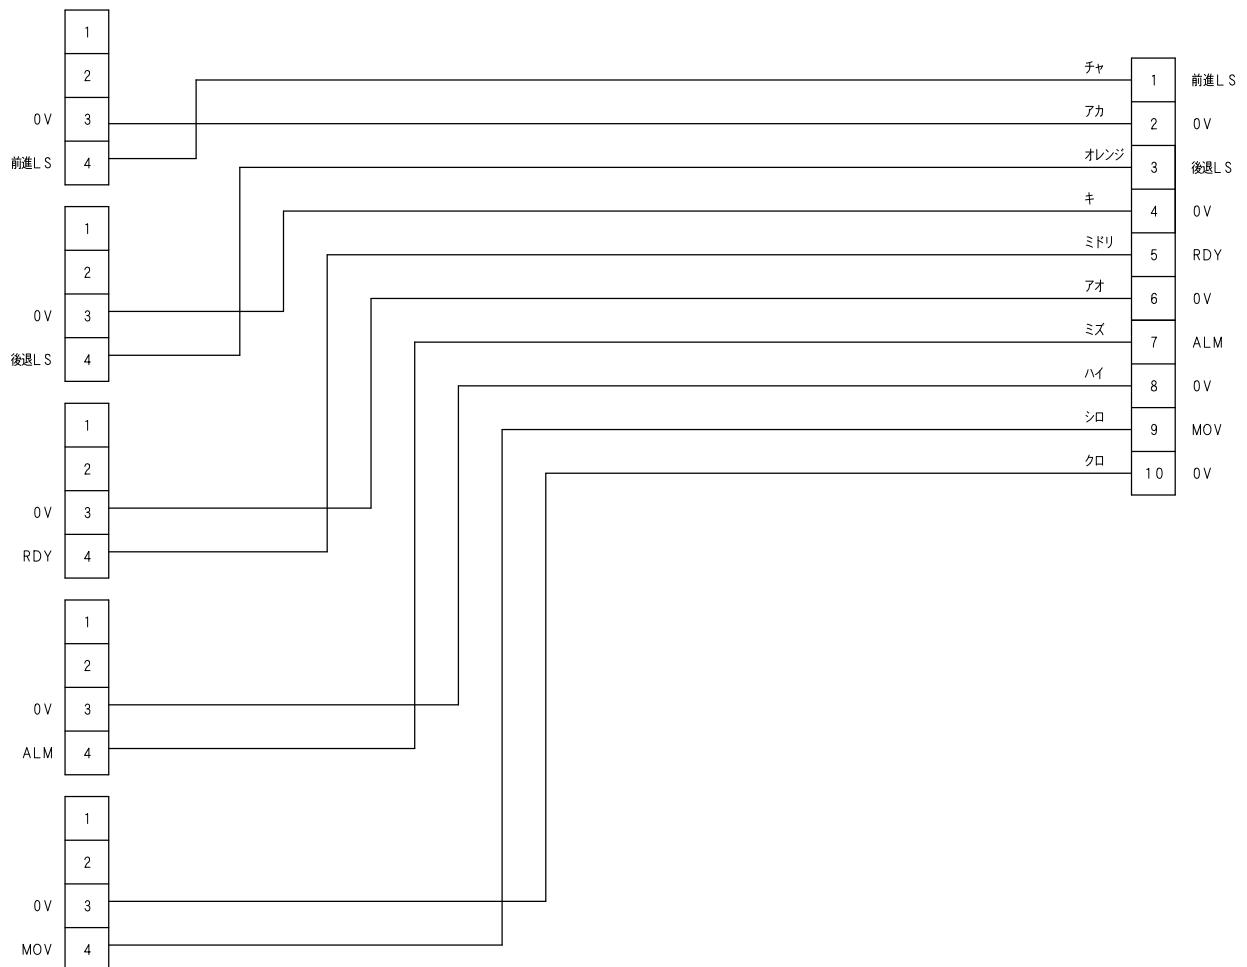 1
2
0V 3
前進LS 4
1
2
0V 3
後退LS 4
1
2
0V 3
RDY 4
1
2
0V 3
ALM 4
1
2
0V 3
MOV 4
チャ 1 前進LS
アカ 2 0V
オレンジ 3 後退LS
キ 4 0V
ミドリ 5 RDY
アオ 6 0V
ミズ 7 ALM
ハイ 8 0V
シロ 9 MOV
クロ 10 0V